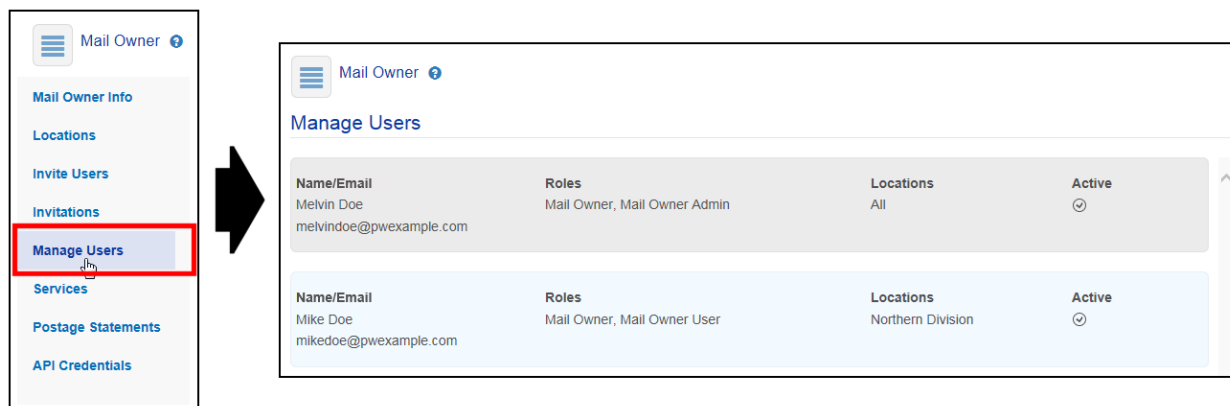 Mail Owner
Mail Owner Info
Locations
Invite Users
Invitations
Manage Users
Services
Postage Statements
API Credentials
Mail Owner
Manage Users
Name/Email Roles Locations Active
Melvin Doe Mail Owner, Mail Owner Admin All
melvindoe@pwexample.com
Name/Email Roles Locations Active
Mike Doe Mail Owner, Mail Owner User Northern Division
mikedoe@pwexample.com